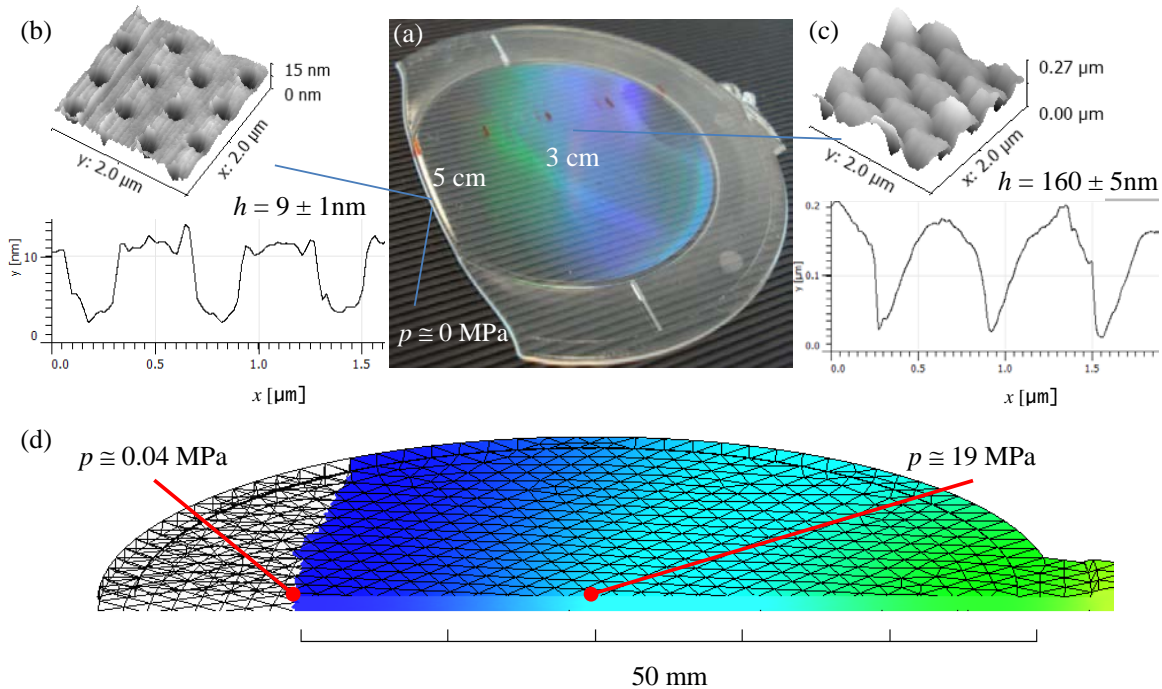 (b)
15 nm
0 nm
y: 2.0 µm
x: 2.0 µm
h = 9 ± 1nm
y [nm]
10
0
0.0 0.5 1.0 1.5
x [µm]
(a)
3 cm
5 cm
p ≅ 0 MPa
(c)
0.27 µm
0.00 µm
y: 2.0 µm
x: 2.0 µm
h = 160 ± 5nm
y [µm]
0.2
0.1
0.0
0.0 0.5 1.0 1.5
x [µm]
(d)
p ≅ 0.04 MPa
p ≅ 19 MPa
50 mm